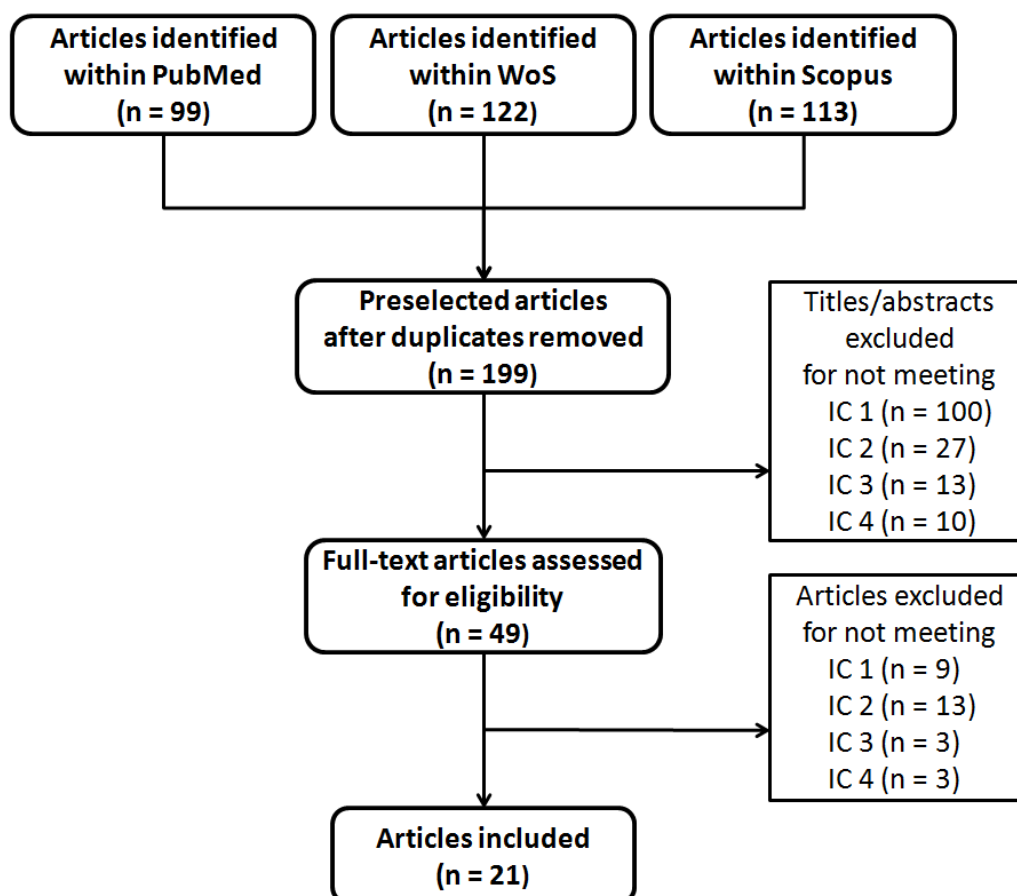 Articles identified
within PubMed
(n = 99)
Articles identified
within WoS
(n = 122)
Articles identified
within Scopus
(n = 113)
Preselected articles
after duplicates removed
(n = 199)
Titles/abstracts
excluded
for not meeting
IC 1 (n = 100)
IC 2 (n = 27)
IC 3 (n = 13)
IC 4 (n = 10)
Full-text articles assessed
for eligibility
(n = 49)
Articles excluded
for not meeting
IC 1 (n = 9)
IC 2 (n = 13)
IC 3 (n = 3)
IC 4 (n = 3)
Articles included
(n = 21)